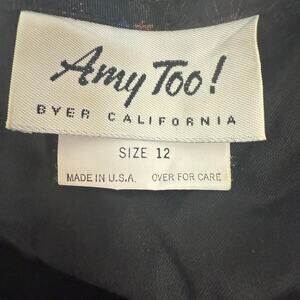 Amy Too!
BYER CALIFORNIA
SIZE 12
MADE IN U.S.A. OVER FOR CARE